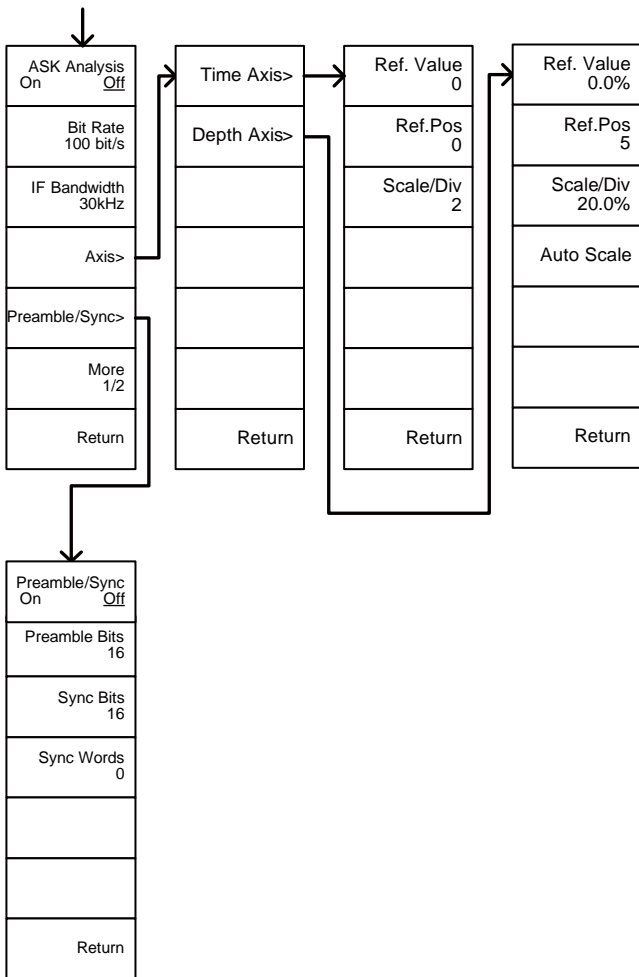 ASK Analysis
On Off
Bit Rate
100 bit/s
IF Bandwidth
30kHz
Axis>
Preamble/Sync>
More
1/2
Return
Time Axis>
Depth Axis>
Return
Ref. Value
0
Ref.Pos
0
Scale/Div
2
Return
Ref. Value
0.0%
Ref.Pos
5
Scale/Div
20.0%
Auto Scale
Return
Preamble/Sync
On Off
Preamble Bits
16
Sync Bits
16
Sync Words
0
Return